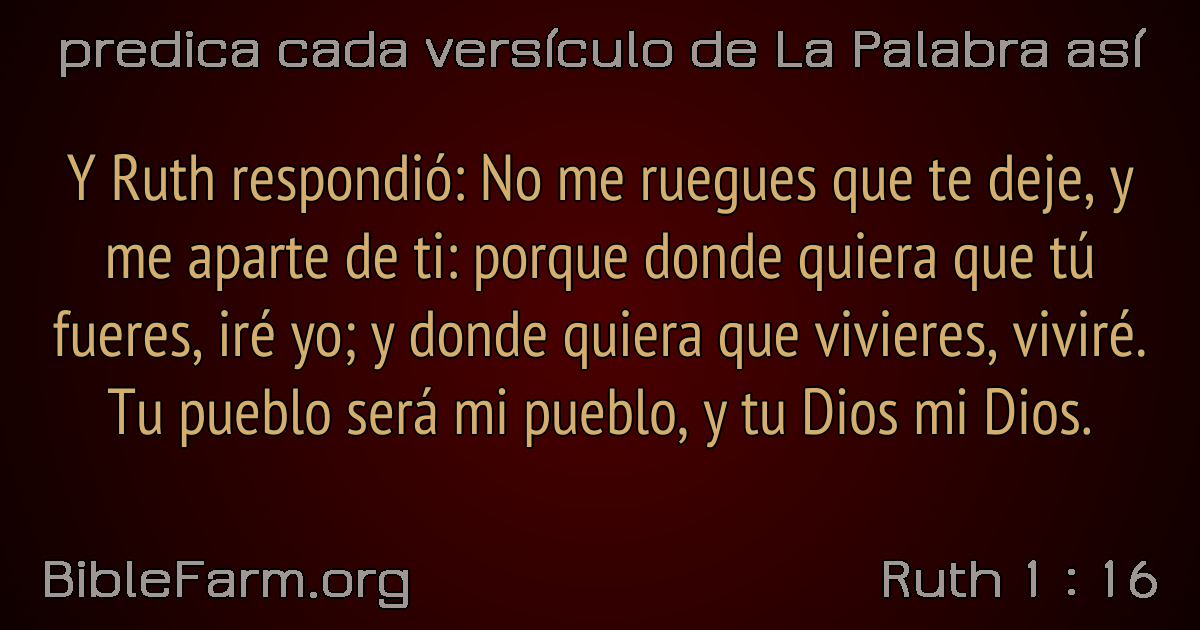 predica cada versículo de La Palabra así
Y Ruth respondió: No me ruegues que te deje, y
me aparte de ti: porque donde quiera que tú
fueres, iré yo; y donde quiera que vivieres, viviré.
Tu pueblo será mi pueblo, y tu Dios mi Dios.
BibleFarm.org
Ruth 1 : 16